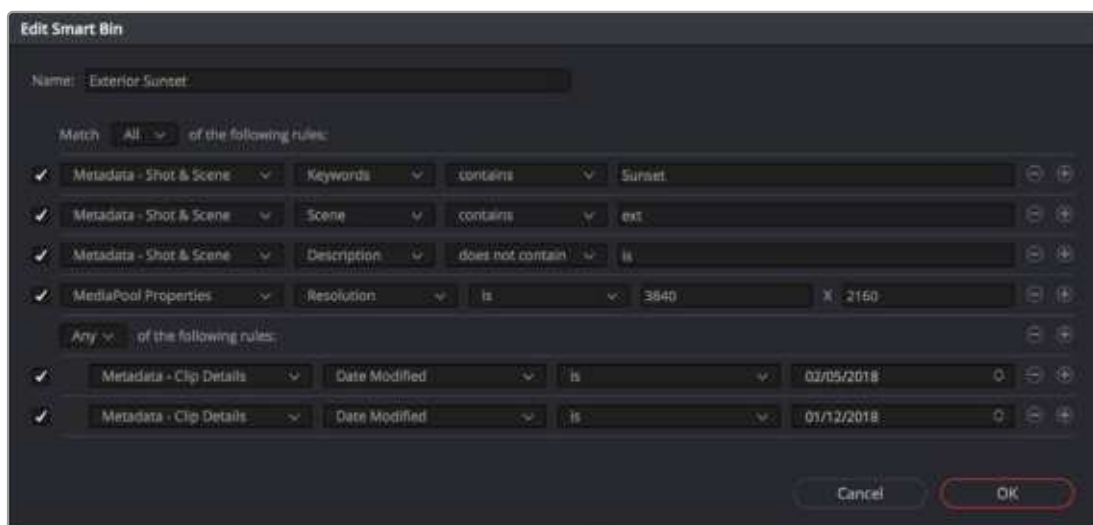 Edit Smart Bin
Name: Exterior Sunset
Match All of the following rules:
Metadata - Shot & Scene Keywords contains Sunset
Metadata - Shot & Scene Scene contains ext
Metadata - Shot & Scene Description does not contain is
MediaPool Properties Resolution is 3840 X 2160
Any of the following rules:
Metadata - Clip Details Date Modified is 02/05/2018
Metadata - Clip Details Date Modified is 01/12/2018
Cancel OK